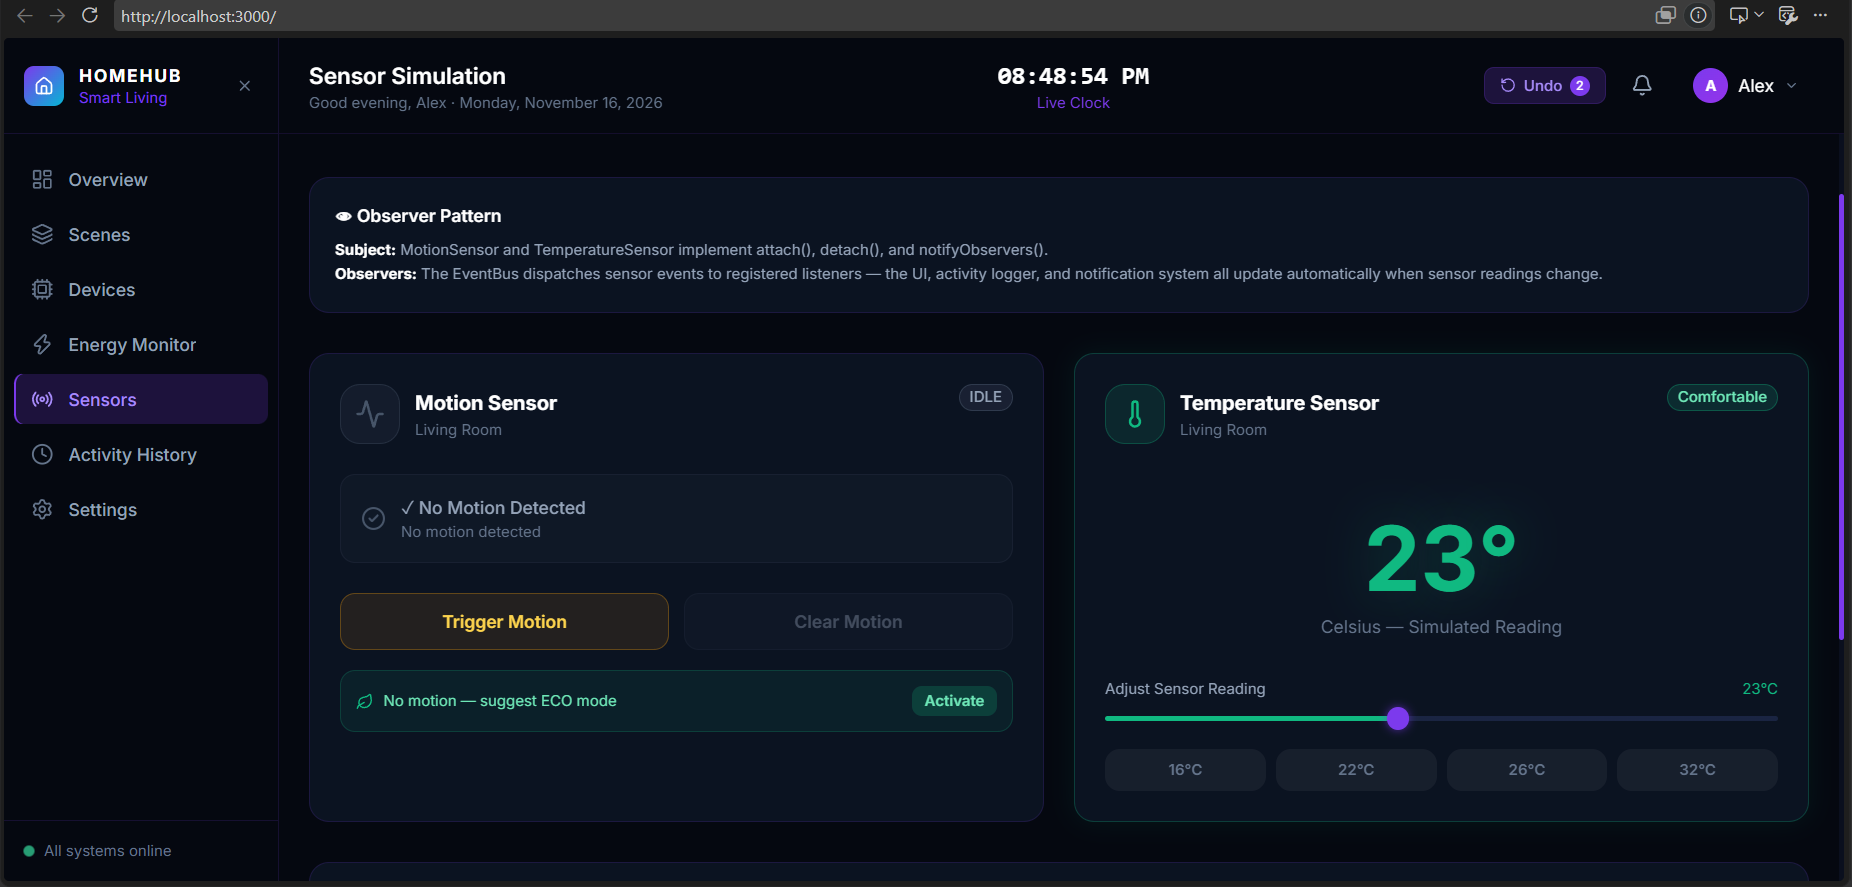 http://localhost:3000/
HOMEHUB
Smart Living
Overview
Scenes
Devices
Energy Monitor
Sensors
Activity History
Settings
All systems online
Sensor Simulation
Good evening, Alex · Monday, November 16, 2026
08:48:54 PM
Live Clock
Undo 2
A Alex
Observer Pattern
Subject: MotionSensor and TemperatureSensor implement attach(), detach(), and notifyObservers().
Observers: The EventBus dispatches sensor events to registered listeners — the UI, activity logger, and notification system all update automatically when sensor readings change.
Motion Sensor
Living Room
IDLE
✓ No Motion Detected
No motion detected
Trigger Motion
Clear Motion
No motion — suggest ECO mode
Activate
Temperature Sensor
Living Room
Comfortable
23°
Celsius — Simulated Reading
Adjust Sensor Reading
23°C
16°C
22°C
26°C
32°C